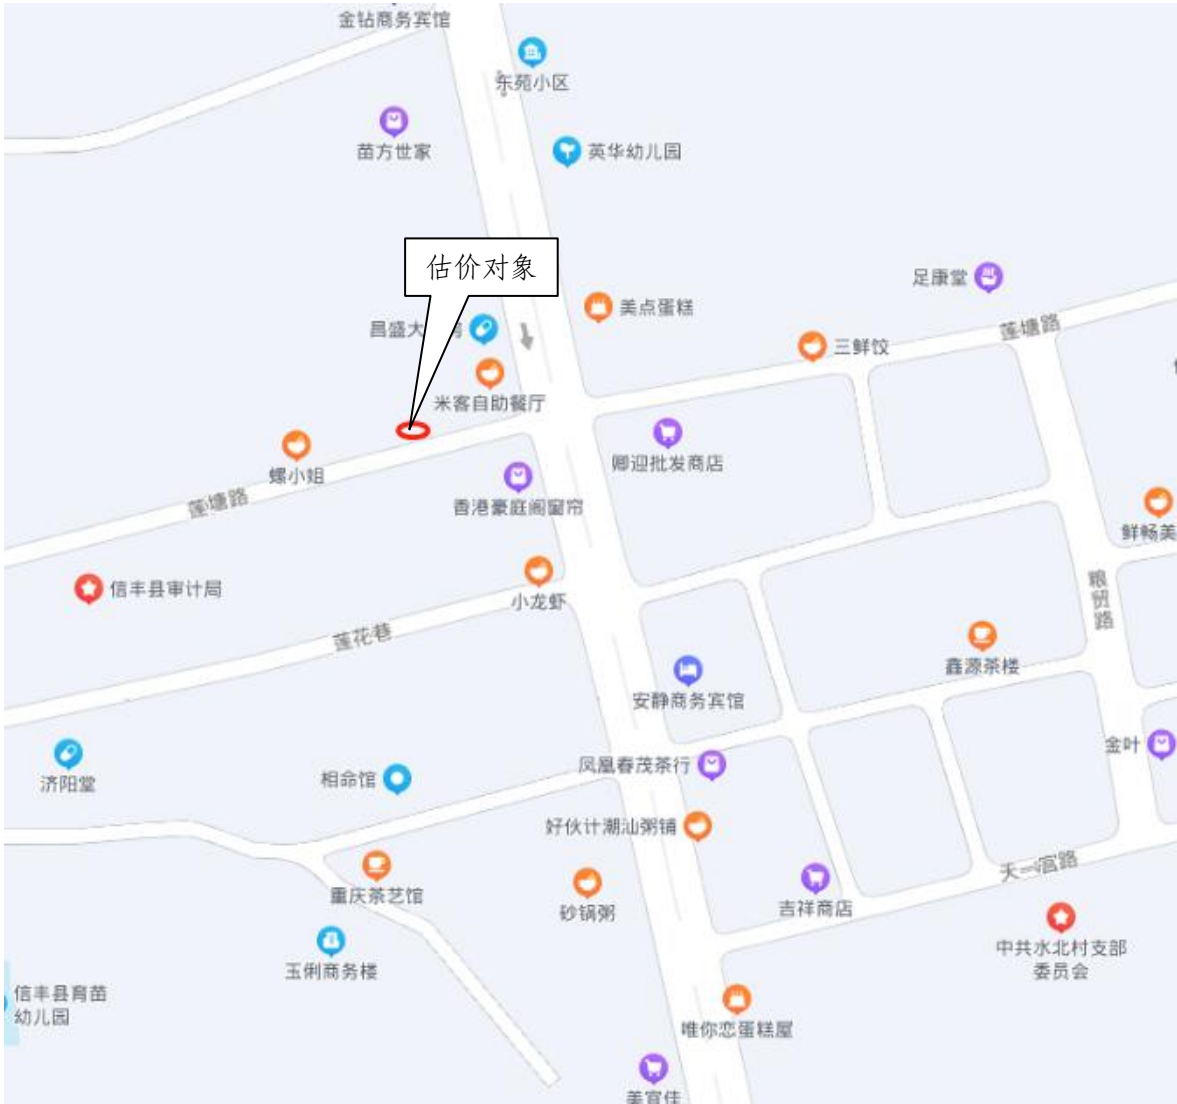 金钻商务宾馆
东苑小区
苗方世家
英华幼儿园
估价对象
足康堂
美点蛋糕
昌盛大
莲塘路
三鲜饺
米客自助餐厅
卿迎批发商店
螺小姐
莲塘路
香港豪庭阁窗帘
鲜畅美
信丰县审计局
小龙虾
粮贸路
莲花巷
鑫源茶楼
安静商务宾馆
金叶
凤凰春茂茶行
济阳堂
相命馆
好伙计潮汕粥铺
天一宫路
重庆茶艺馆
砂锅粥
吉祥商店
中共水北村支部
委员会
玉俐商务楼
信丰县育苗
幼儿园
唯你恋蛋糕屋
美宜佳